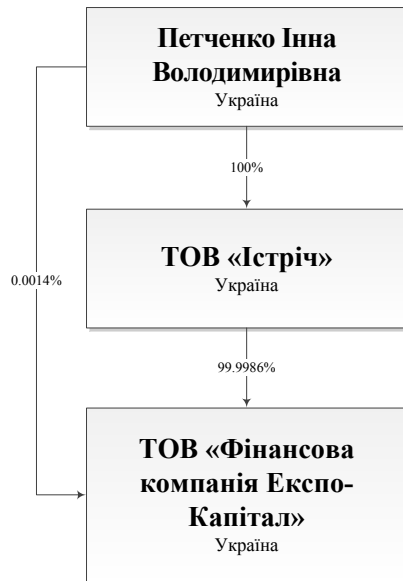 Петченко Інна
Володимирівна
Україна
100%
ТОВ «Істріч»
Україна
0.0014%
99.9986%
ТОВ «Фінансова
компанія Експо-
Капітал»
Україна